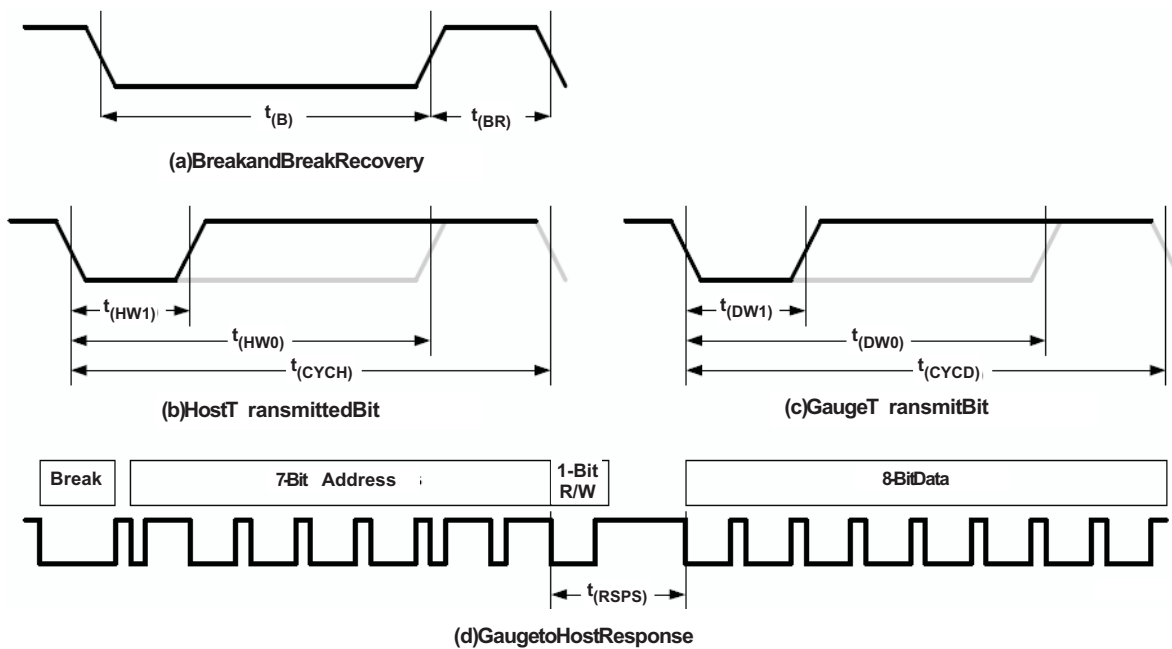 t(B)
t(BR)
(a)BreakandBreakRecovery
t(HW1)
t(HW0)
t(CYCH)
(b)HostT ransmittedBit
t(DW1)
t(DW0)
t(CYCD)
(c)GaugeT ransmitBit
Break
7-Bit Address
1-Bit
R/W
8-BitData
t(RSPS)
(d)GaugetoHostResponse